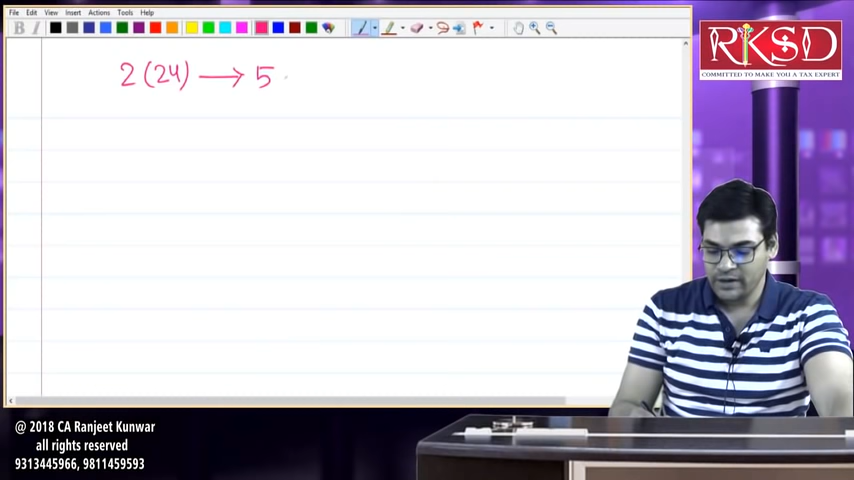 File Edit View Insert Actions Tools Help
B I
2 (24) → 5
RKSD
COMMITTED TO MAKE YOU A TAX EXPERT
@ 2018 CA Ranjeet Kunwar
all rights reserved
9313445966, 9811459593